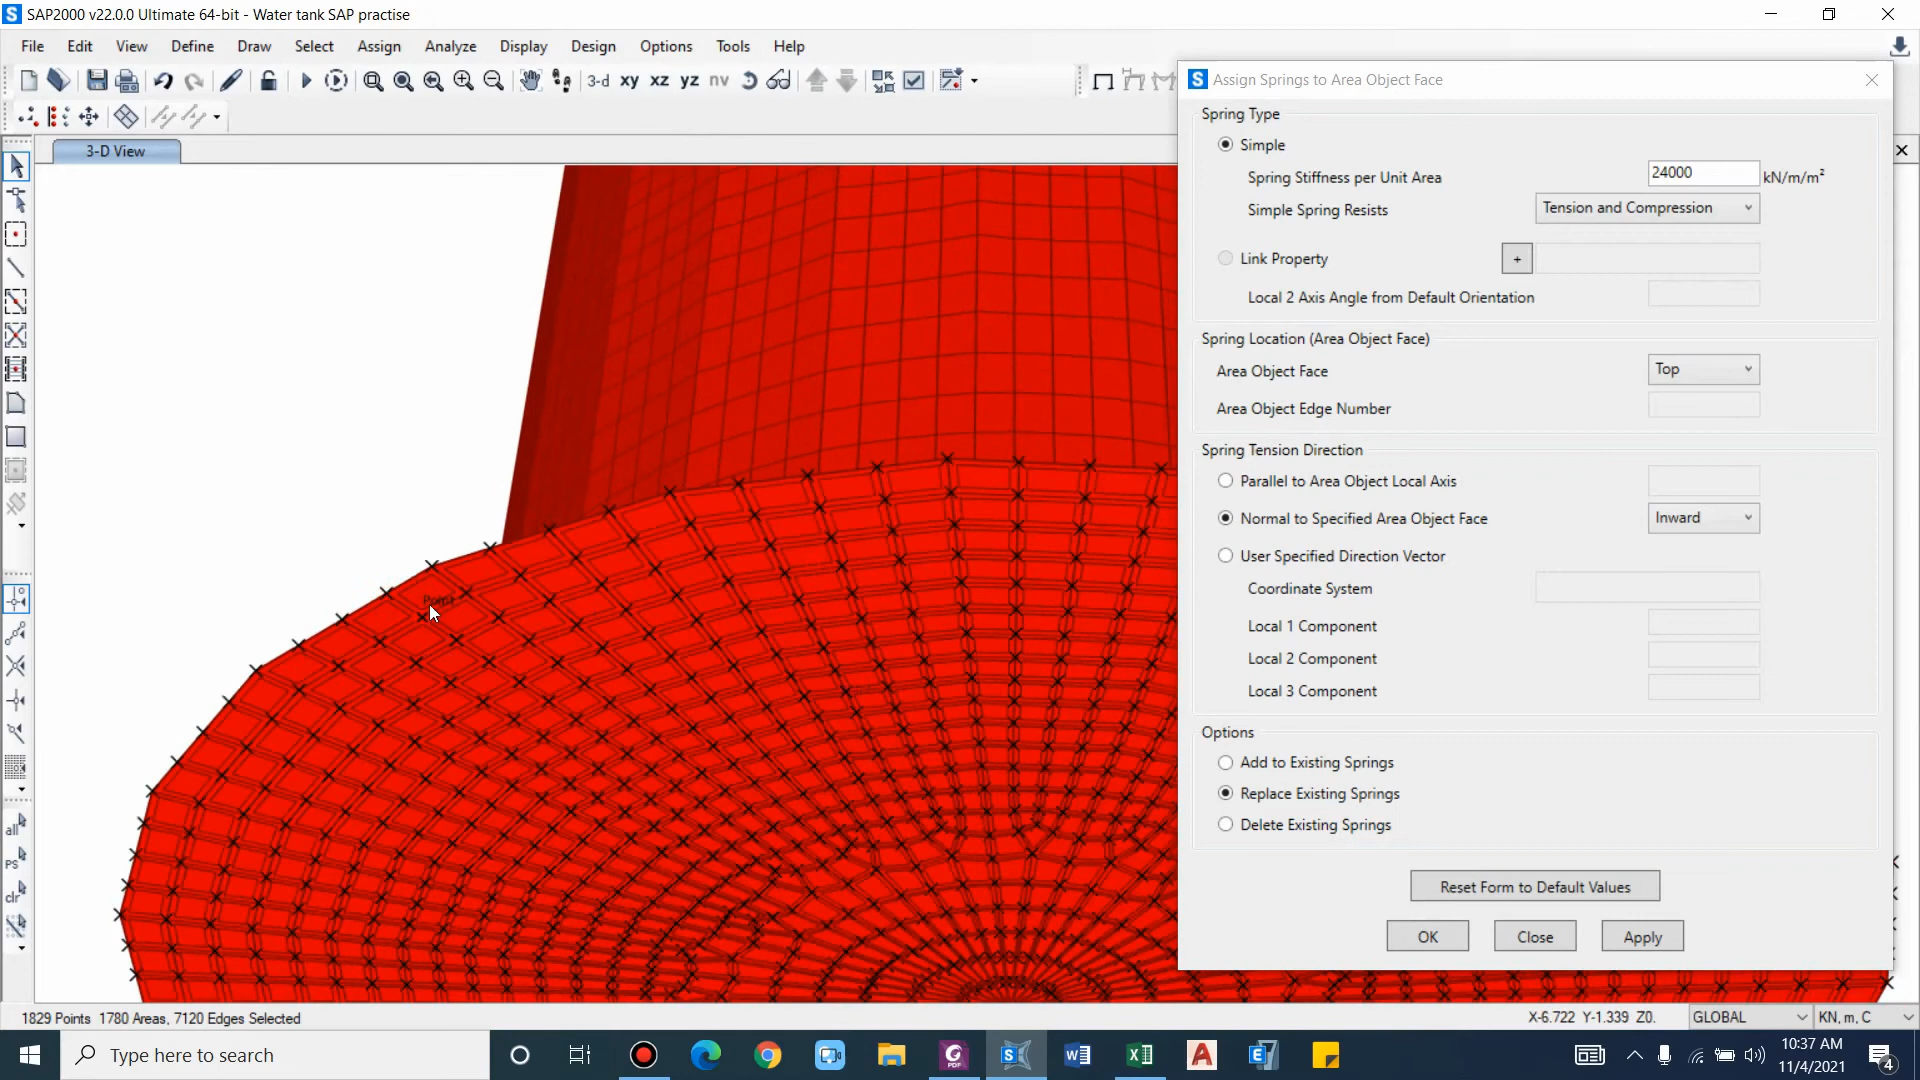 SAP2000 v22.0.0 Ultimate 64-bit - Water tank SAP practise
File Edit View Define Draw Select Assign Analyze Display Design Options Tools Help
3-d xy xz yz nv
3-D View
Assign Springs to Area Object Face
Spring Type
Simple
Spring Stiffness per Unit Area 24000 kN/m/m²
Simple Spring Resists Tension and Compression
Link Property +
Local 2 Axis Angle from Default Orientation
Spring Location (Area Object Face)
Area Object Face Top
Area Object Edge Number
Spring Tension Direction
Parallel to Area Object Local Axis
Normal to Specified Area Object Face Inward
User Specified Direction Vector
Coordinate System
Local 1 Component
Local 2 Component
Local 3 Component
Options
Add to Existing Springs
Replace Existing Springs
Delete Existing Springs
Reset Form to Default Values
OK Close Apply
Point
all
PS
clr
1829 Points 1780 Areas, 7120 Edges Selected
X-6.722 Y-1.339 Z0.
GLOBAL
KN, m, C
Type here to search
10:37 AM
11/4/2021
4